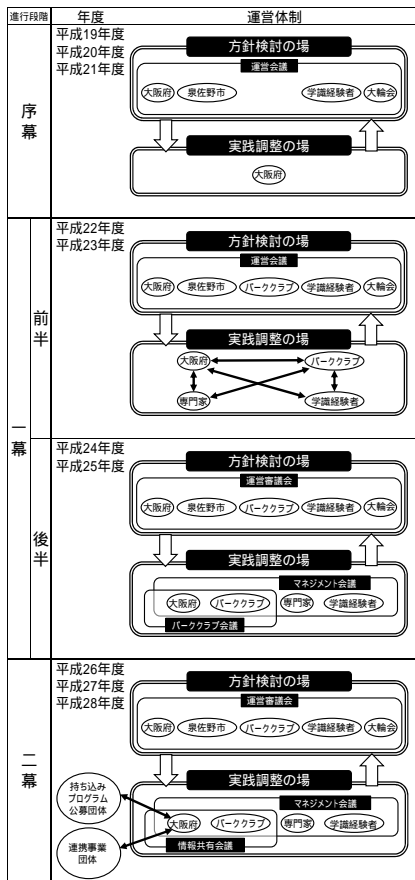 進行段階 年度 運営体制
序幕
平成19年度
平成20年度
平成21年度
方針検討の場
運営会議
大阪府 泉佐野市 学識経験者 大輪会
実践調整の場
大阪府
一幕
前半
平成22年度
平成23年度
方針検討の場
運営会議
大阪府 泉佐野市 パーククラブ 学識経験者 大輪会
実践調整の場
大阪府 パーククラブ
専門家 学識経験者
後半
平成24年度
平成25年度
方針検討の場
運営審議会
大阪府 泉佐野市 パーククラブ 学識経験者 大輪会
実践調整の場
マネジメント会議
大阪府 パーククラブ 専門家 学識経験者
パーククラブ会議
二幕
平成26年度
平成27年度
平成28年度
方針検討の場
運営審議会
大阪府 泉佐野市 パーククラブ 学識経験者 大輪会
実践調整の場
マネジメント会議
大阪府 パーククラブ 専門家 学識経験者
情報共有会議
持ち込み
プログラム
公募団体
連携事業
団体